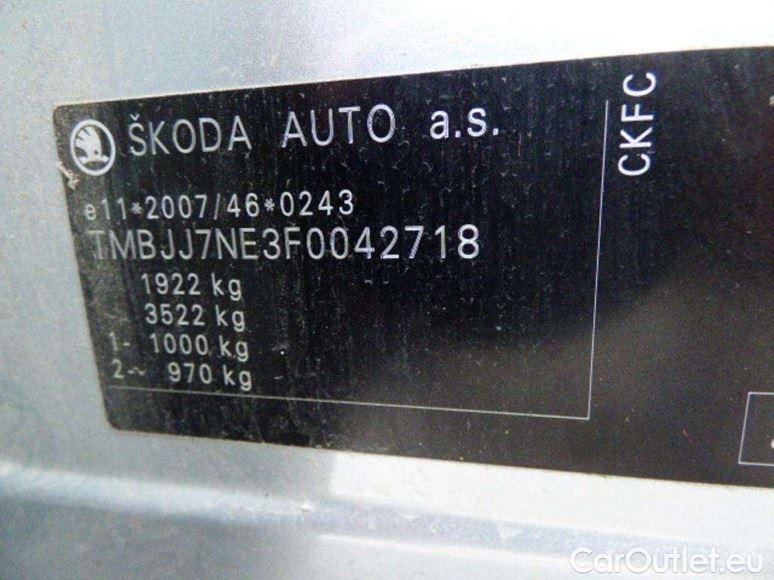 ŠKODA AUTO a.s.
e11*2007/46*0243
TMBJJ7NE3F0042718
1922 kg
3522 kg
1- 1000 kg
2- 970 kg
CKFC
CarOutlet.eu